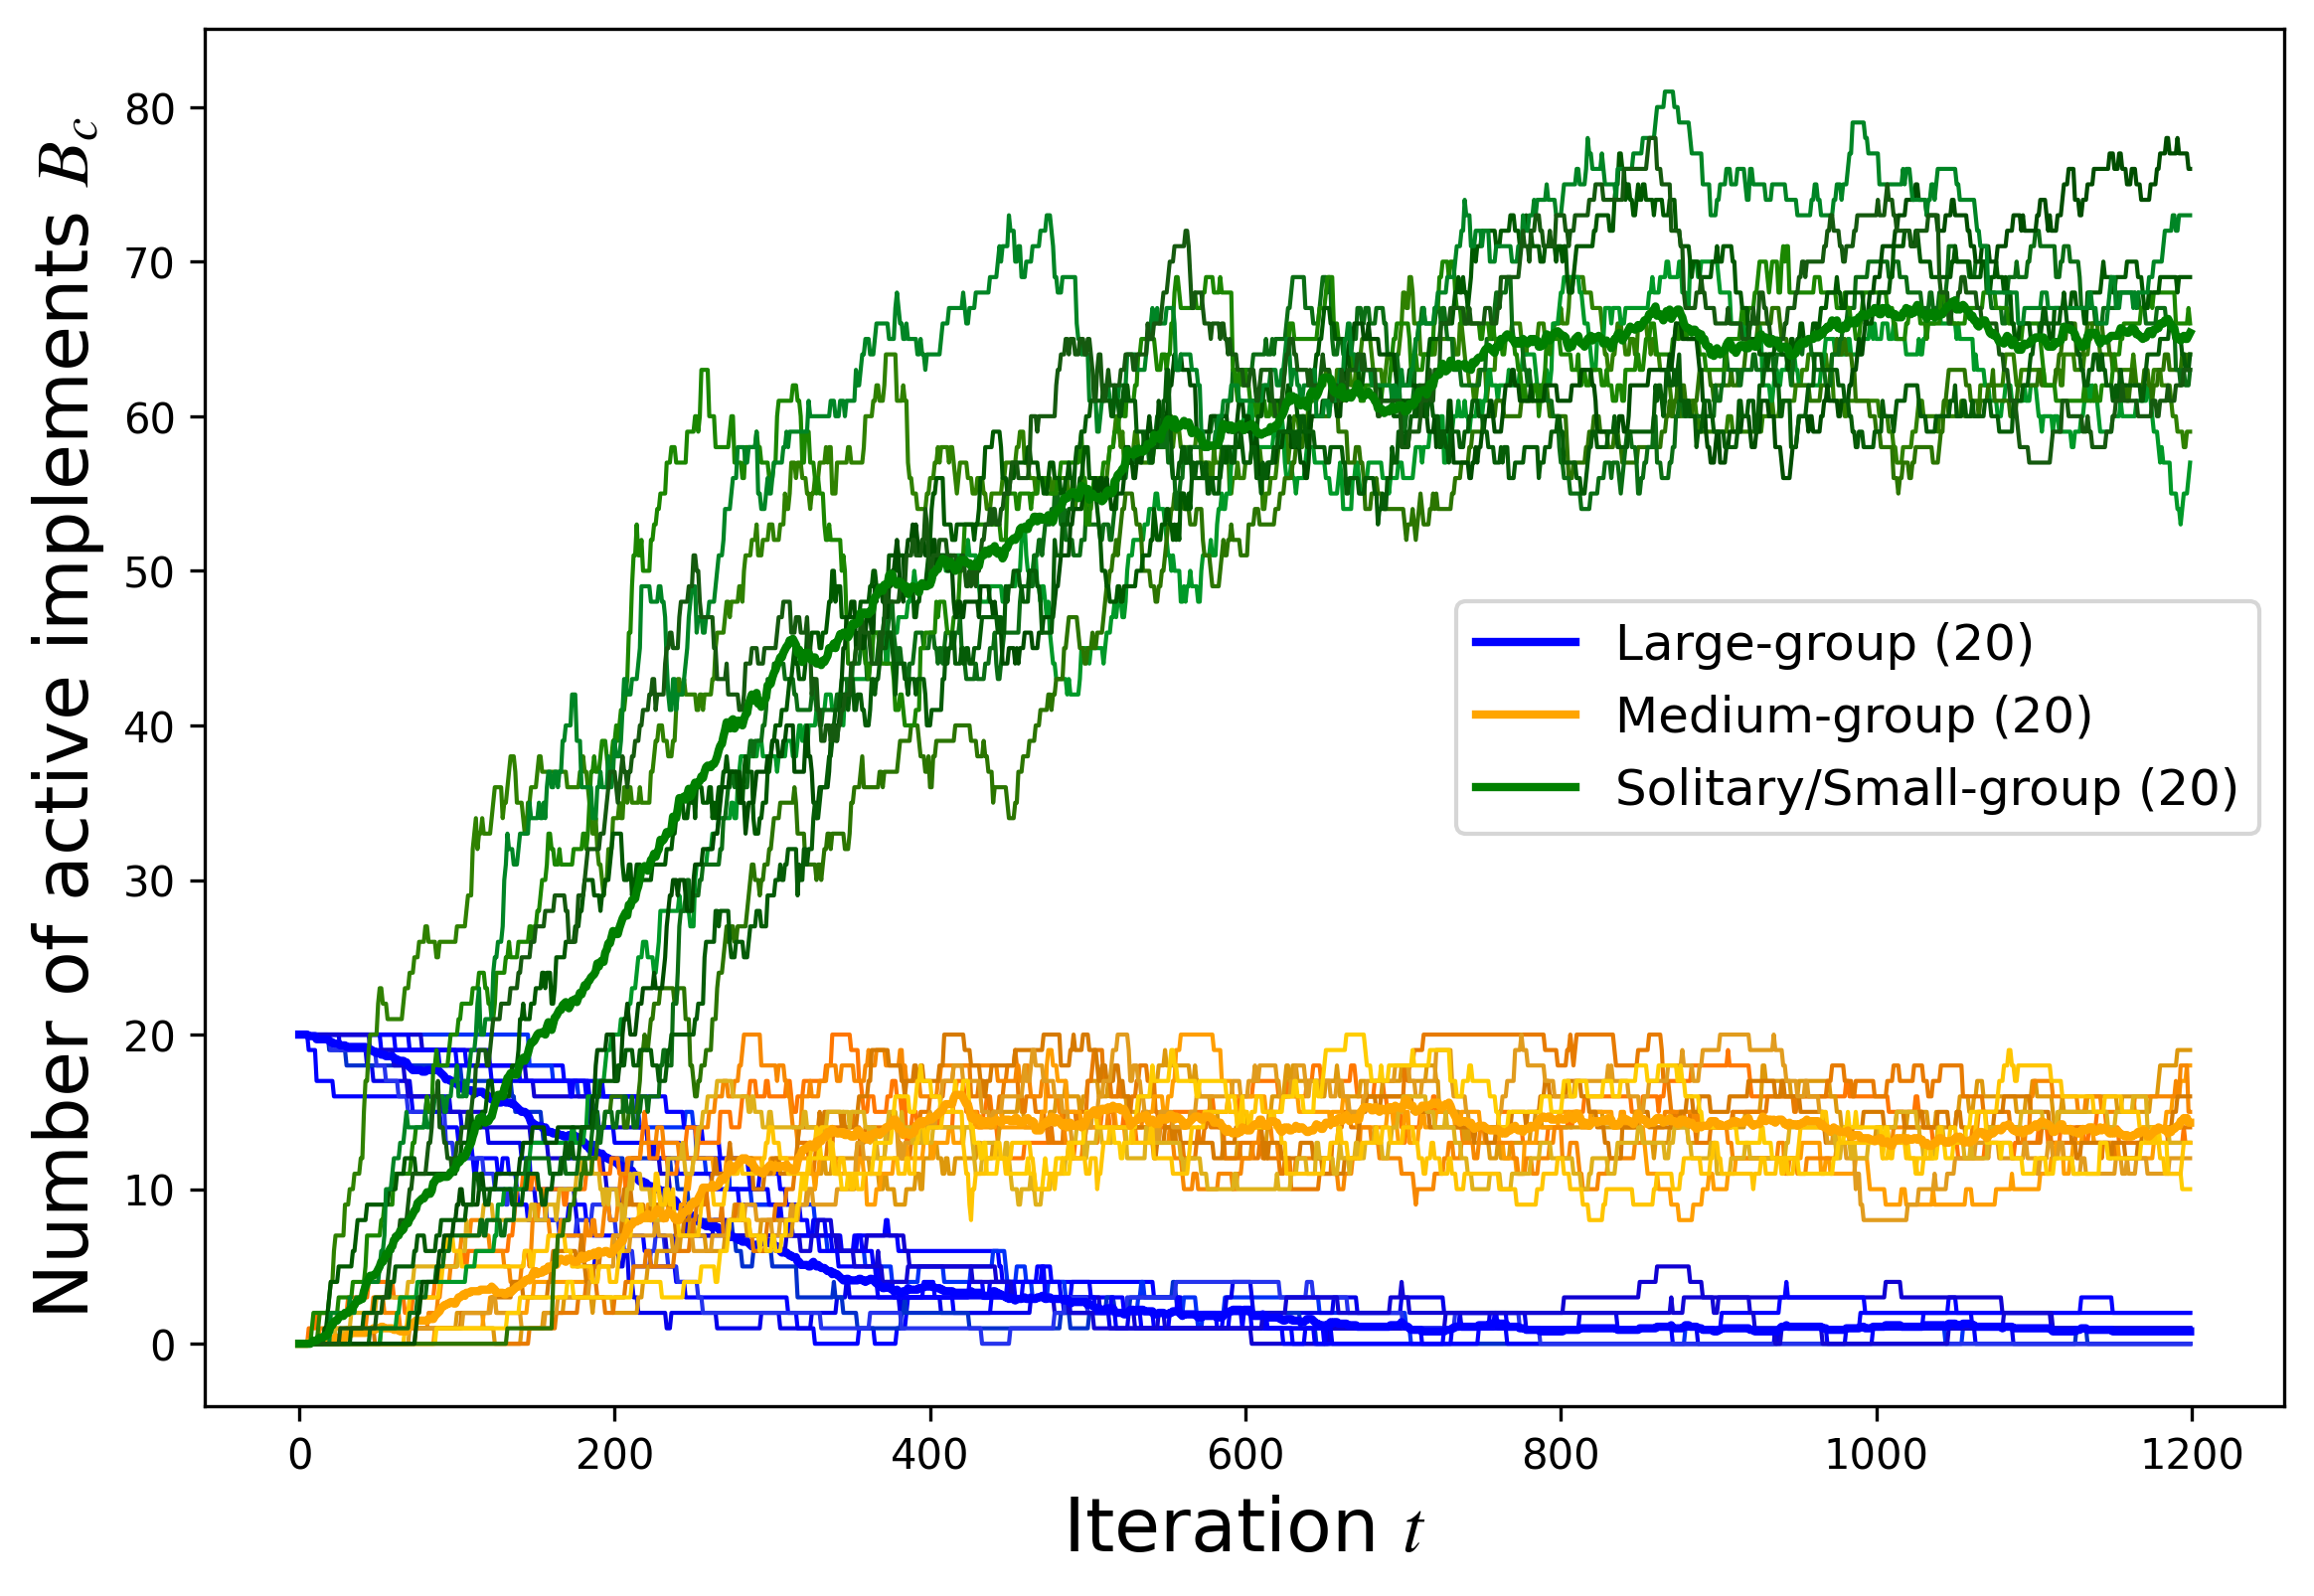 Number of active implements B_c
80
70
60
50
40
30
20
10
0
Large-group (20)
Medium-group (20)
Solitary/Small-group (20)
0 200 400 600 800 1000 1200
Iteration t